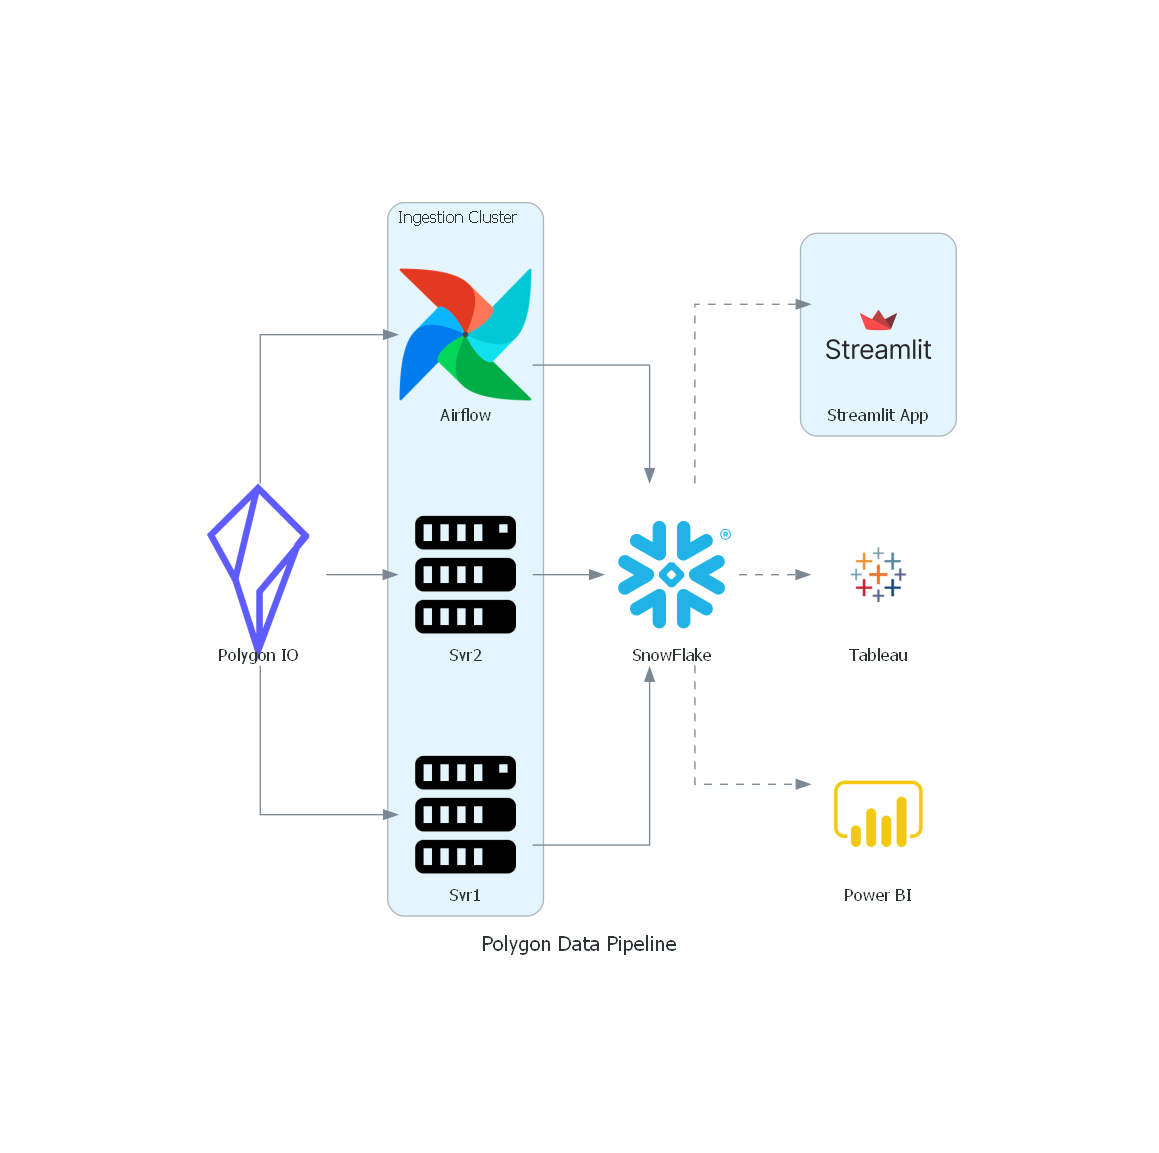 Ingestion Cluster
Airflow
Streamlit
Streamlit App
Polygon IO
Svr2
®
SnowFlake
Tableau
Svr1
Power BI
Polygon Data Pipeline